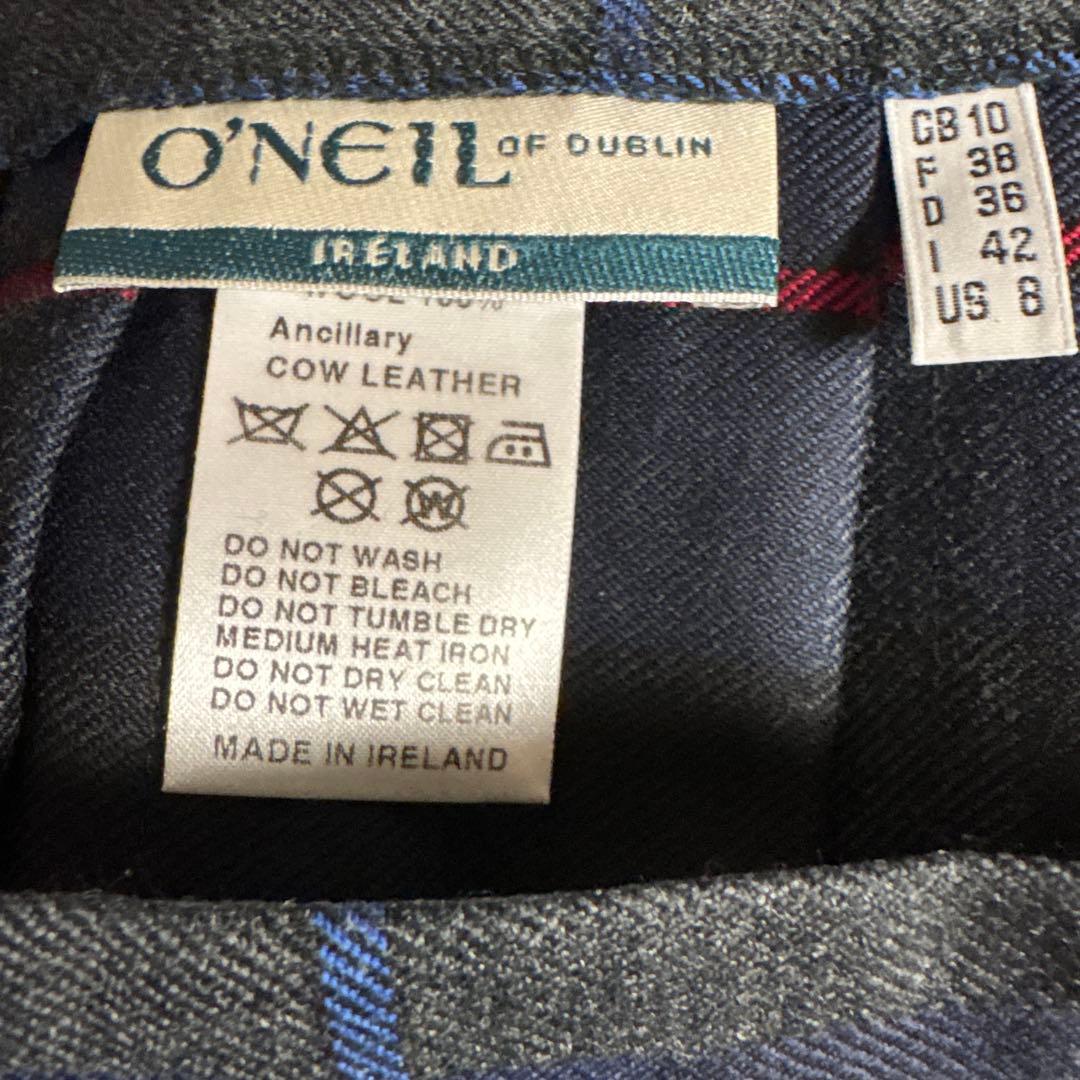 O'NEIL OF DUBLIN
IRELAND
GB 10
F 38
D 36
I 42
US 8
Ancillary
COW LEATHER
W
DO NOT WASH
DO NOT BLEACH
DO NOT TUMBLE DRY
MEDIUM HEAT IRON
DO NOT DRY CLEAN
DO NOT WET CLEAN
MADE IN IRELAND